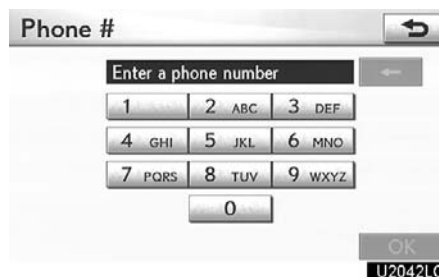 Phone #
Enter a phone number
1 2 ABC 3 DEF
4 GHI 5 JKL 6 MNO
7 PQRS 8 TUV 9 WXYZ
0
OK